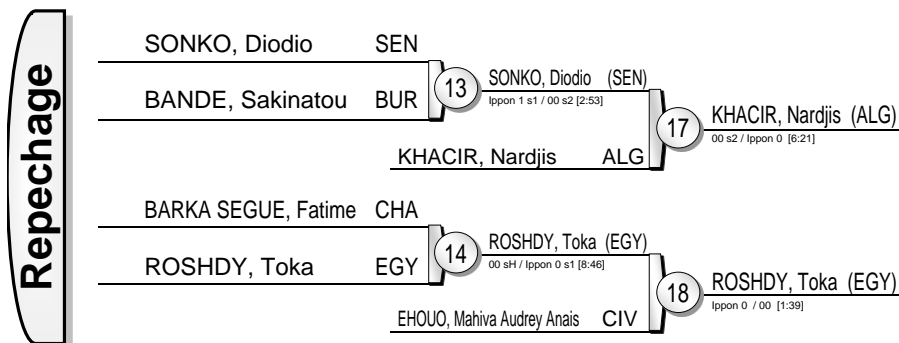 Repechage
SONKO, Diodio SEN
BANDE, Sakinatou BUR
13
SONKO, Diodio (SEN)
Ippon 1 s1 / 00 s2 [2:53]
KHACIR, Nardjis ALG
17
KHACIR, Nardjis (ALG)
00 s2 / Ippon 0 [6:21]
BARKA SEGUE, Fatime CHA
ROSHDY, Toka EGY
14
ROSHDY, Toka (EGY)
00 sH / Ippon 0 s1 [8:46]
EHOUO, Mahiva Audrey Anais CIV
18
ROSHDY, Toka (EGY)
Ippon 0 / 00 [1:39]